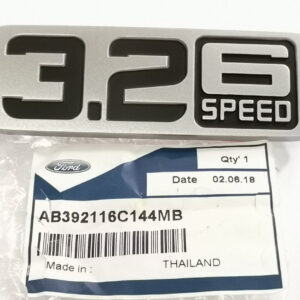 3.2 6
SPEED
Ford
Qty' 1
Date 02.06.18
AB392116C144MB
Made in : THAILAND